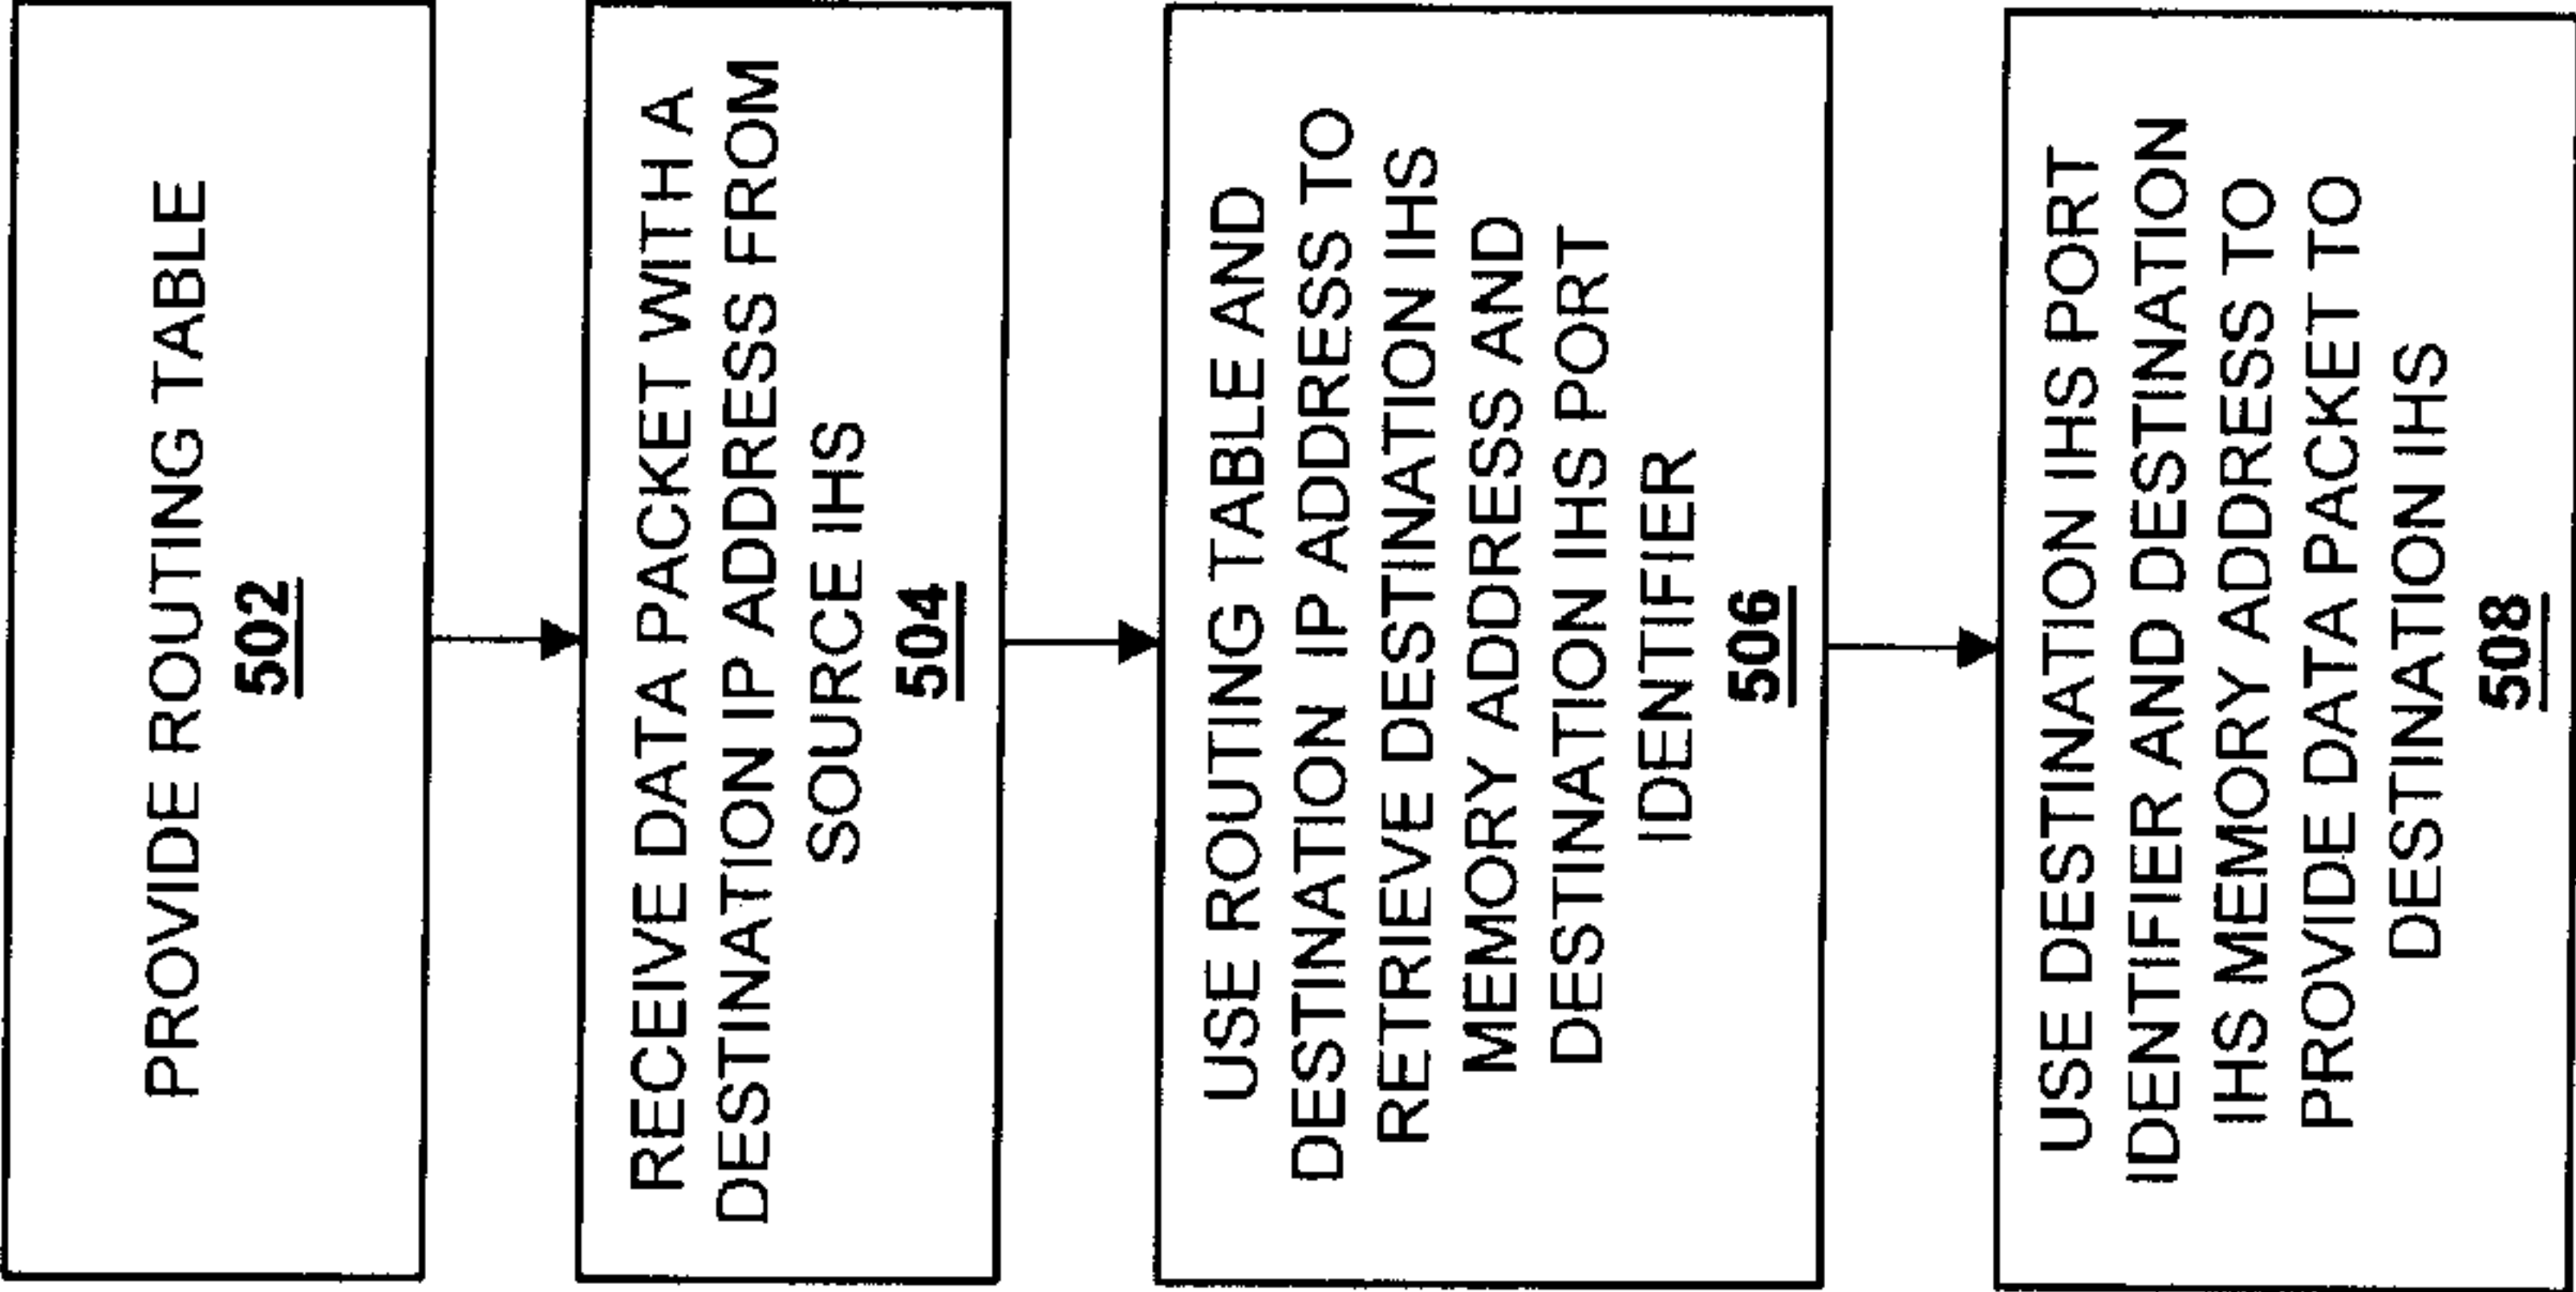 PROVIDE ROUTING TABLE
502
RECEIVE DATA PACKET WITH A
DESTINATION IP ADDRESS FROM
SOURCE IHS
504
USE ROUTING TABLE AND
DESTINATION IP ADDRESS TO
RETRIEVE DESTINATION IHS
MEMORY ADDRESS AND
DESTINATION IHS PORT
IDENTIFIER
506
USE DESTINATION IHS PORT
IDENTIFIER AND DESTINATION
IHS MEMORY ADDRESS TO
PROVIDE DATA PACKET TO
DESTINATION IHS
508